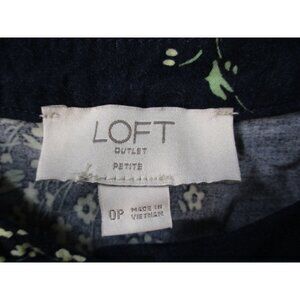 LOFT
OUTLET
PETITE
0P
MADE IN
VIETNAM